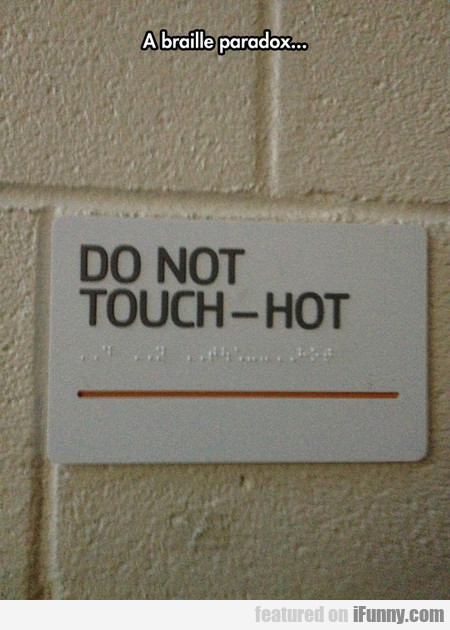 A braille paradox...
DO NOT
TOUCH – HOT
featured on iFunny.com